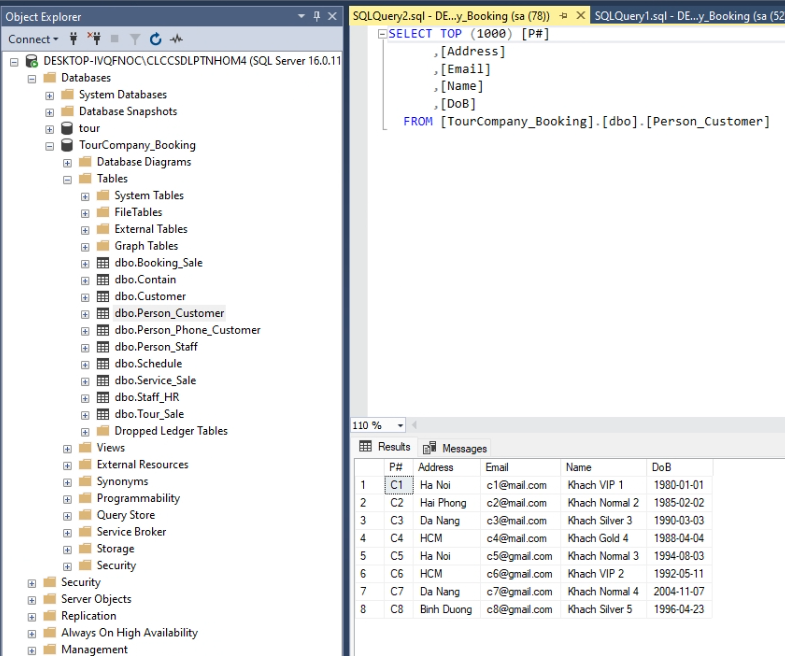 Object Explorer
Connect
DESKTOP-IVQFNOC\CLCCSDLPTNHOM4 (SQL Server 16.0.11
Databases
System Databases
Database Snapshots
tour
TourCompany_Booking
Database Diagrams
Tables
System Tables
FileTables
External Tables
Graph Tables
dbo.Booking_Sale
dbo.Contain
dbo.Customer
dbo.Person_Customer
dbo.Person_Phone_Customer
dbo.Person_Staff
dbo.Schedule
dbo.Service_Sale
dbo.Staff_HR
dbo.Tour_Sale
Dropped Ledger Tables
Views
External Resources
Synonyms
Programmability
Query Store
Service Broker
Storage
Security
Security
Server Objects
Replication
Always On High Availability
Management
SQLQuery2.sql - DE...y_Booking (sa (78)) SQLQuery1.sql - DE...y_Booking (sa (52
SELECT TOP (1000) [P#]
,[Address]
,[Email]
,[Name]
,[DoB]
FROM [TourCompany_Booking].[dbo].[Person_Customer]
110 %
Results Messages
P# Address Email Name DoB
1 C1 Ha Noi c1@mail.com Khach VIP 1 1980-01-01
2 C2 Hai Phong c2@mail.com Khach Nomal 2 1985-02-02
3 C3 Da Nang c3@mail.com Khach Silver 3 1990-03-03
4 C4 HCM c4@mail.com Khach Gold 4 1988-04-04
5 C5 Ha Noi c5@gmail.com Khach Nomal 3 1994-08-03
6 C6 HCM c6@gmail.com Khach VIP 2 1992-05-11
7 C7 Da Nang c7@gmail.com Khach Nomal 4 2004-11-07
8 C8 Binh Duong c8@gmail.com Khach Silver 5 1996-04-23